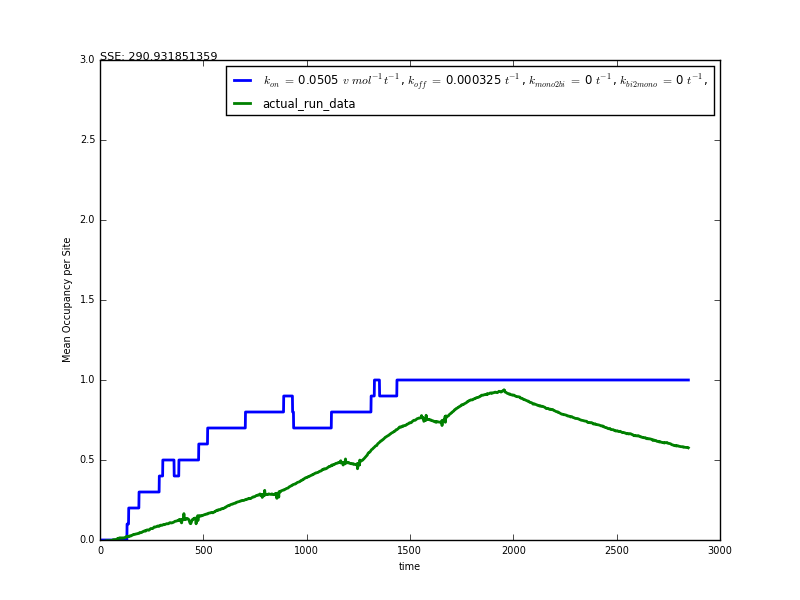 SSE: 290.931851359
3.0
k_on = 0.0505 v mol^{-1}t^{-1}, k_off = 0.000325 t^{-1}, k_mono2bi = 0 t^{-1}, k_bi2mono = 0 t^{-1},
actual_run_data
2.5
2.0
1.5
1.0
0.5
0.0
Mean Occupancy per Site
0 500 1000 1500 2000 2500 3000
time